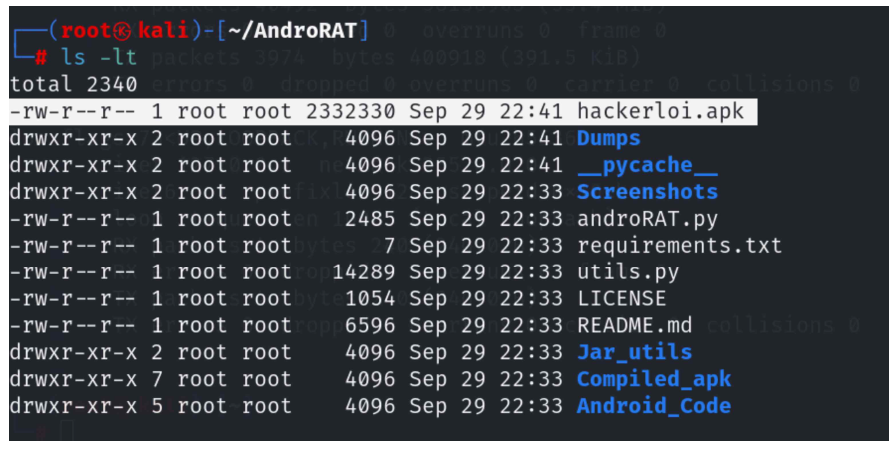 (root㉿kali)-[~/AndroRAT]
# ls -lt
total 2340
-rw-r--r-- 1 root root 2332330 Sep 29 22:41 hackerloi.apk
drwxr-xr-x 2 root root 4096 Sep 29 22:41 Dumps
drwxr-xr-x 2 root root 4096 Sep 29 22:41 __pycache__
drwxr-xr-x 2 root root 4096 Sep 29 22:33 Screenshots
-rw-r--r-- 1 root root 2485 Sep 29 22:33 androRAT.py
-rw-r--r-- 1 root root 7 Sep 29 22:33 requirements.txt
-rw-r--r-- 1 root root 14289 Sep 29 22:33 utils.py
-rw-r--r-- 1 root root 1054 Sep 29 22:33 LICENSE
-rw-r--r-- 1 root root 6596 Sep 29 22:33 README.md
drwxr-xr-x 2 root root 4096 Sep 29 22:33 Jar_utils
drwxr-xr-x 7 root root 4096 Sep 29 22:33 Compiled_apk
drwxr-xr-x 5 root root 4096 Sep 29 22:33 Android_Code